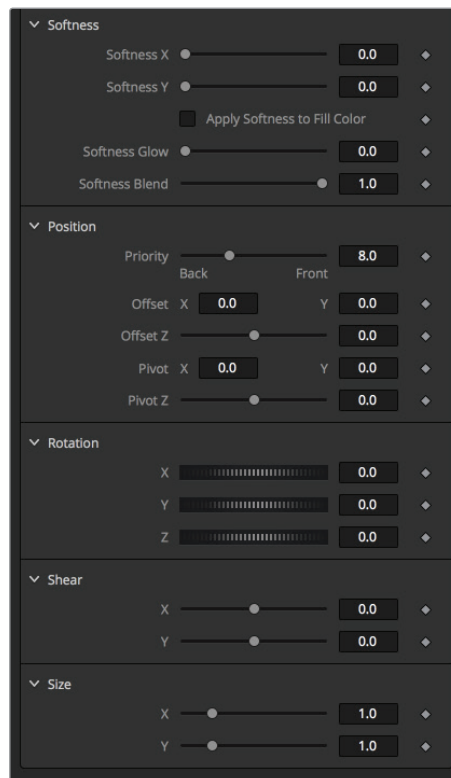 Softness
Softness X 0.0
Softness Y 0.0
Apply Softness to Fill Color
Softness Glow 0.0
Softness Blend 1.0
Position
Priority 8.0
Back Front
Offset X 0.0 Y 0.0
Offset Z 0.0
Pivot X 0.0 Y 0.0
Pivot Z 0.0
Rotation
X 0.0
Y 0.0
Z 0.0
Shear
X 0.0
Y 0.0
Size
X 1.0
Y 1.0